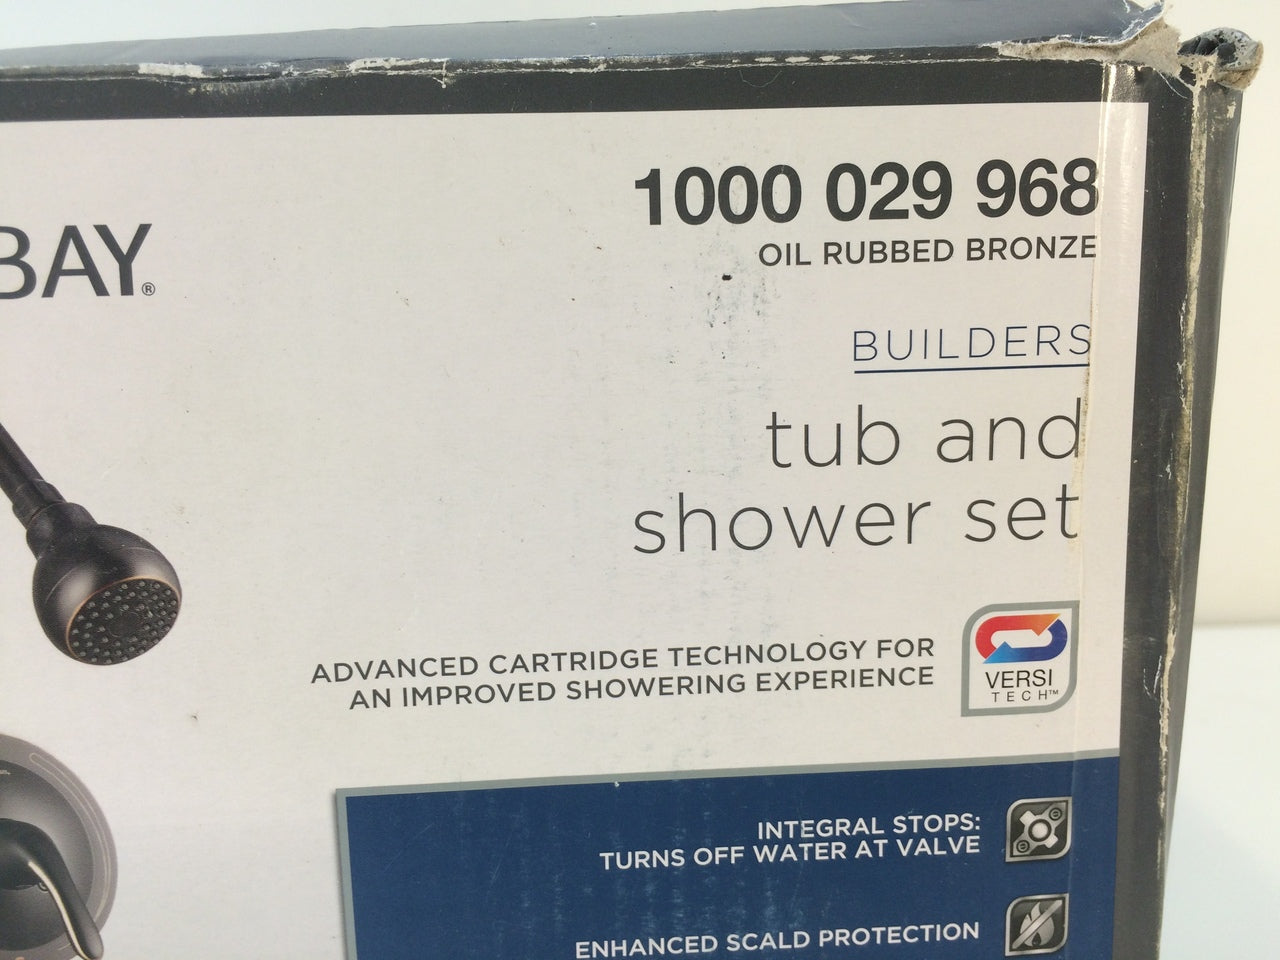 BAY®
1000 029 968
OIL RUBBED BRONZE
BUILDERS
tub and
shower set
ADVANCED CARTRIDGE TECHNOLOGY FOR
AN IMPROVED SHOWERING EXPERIENCE
VERSI
TECH™
INTEGRAL STOPS:
TURNS OFF WATER AT VALVE
ENHANCED SCALD PROTECTION